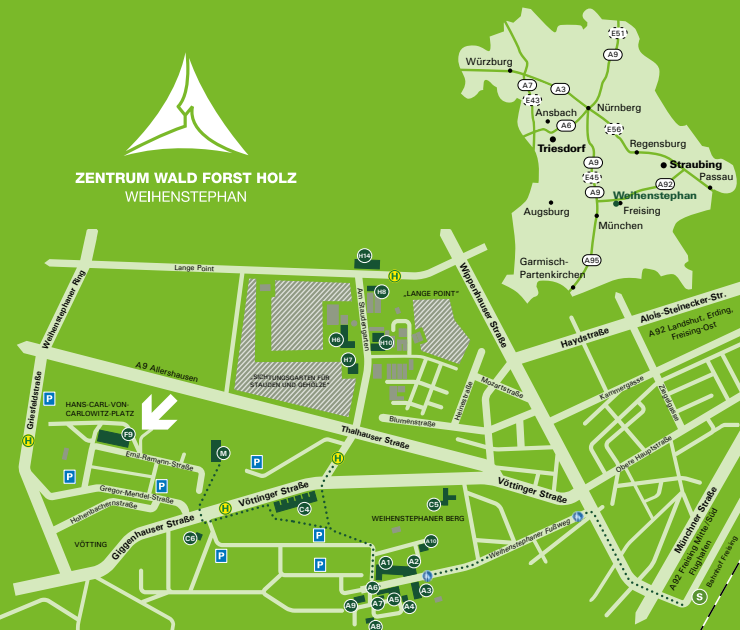 ZENTRUM WALD FORST HOLZ
WEIHENSTEPHAN
E51
A9
Würzburg
A7
A3
E43
Ansbach
Nürnberg
A6
E56
Triesdorf
Regensburg
A9
Straubing
E45
A92
Passau
A9
Weihenstephan
Augsburg
Freising
München
A95
Garmisch-
Partenkirchen
Weihenstephaner Ring
Lange Point
H14
H
Wippenhauser Straße
H8
Am Staudengarten
„LANGE POINT“
H6
H10
H7
„SICHTUNGSGARTEN FÜR
STAUDEN UND GEHÖLZE“
Alois-Steinecker-Str.
A 92 Landshut, Erding,
Freising-Ost
Haydstraße
A 9 Allershausen
Mozartstraße
Heinestraße
Kammergasse
Ziegelgasse
Griesfeldstraße
P
HANS-CARL-VON-
CARLOWITZ-PLATZ
F9
H
Blumenstraße
Thalhauser Straße
Obere Hauptstraße
M
P
H
Emil-Ramann-Straße
P
P
Gregor-Mendel-Straße
Hohenbachernstraße
H
Vöttinger Straße
C4
Vöttinger Straße
C5
WEIHENSTEPHANER BERG
Giggenhauser Straße
VÖTTING
C6
P
P
P
A10
Weihenstephaner Fußweg
Münchner Straße
A 92 Freising Mitte/Süd
Flughafen
Bahnhof Freising
S
A1
A2
A3
A6
A5
A4
A7
A9
A8